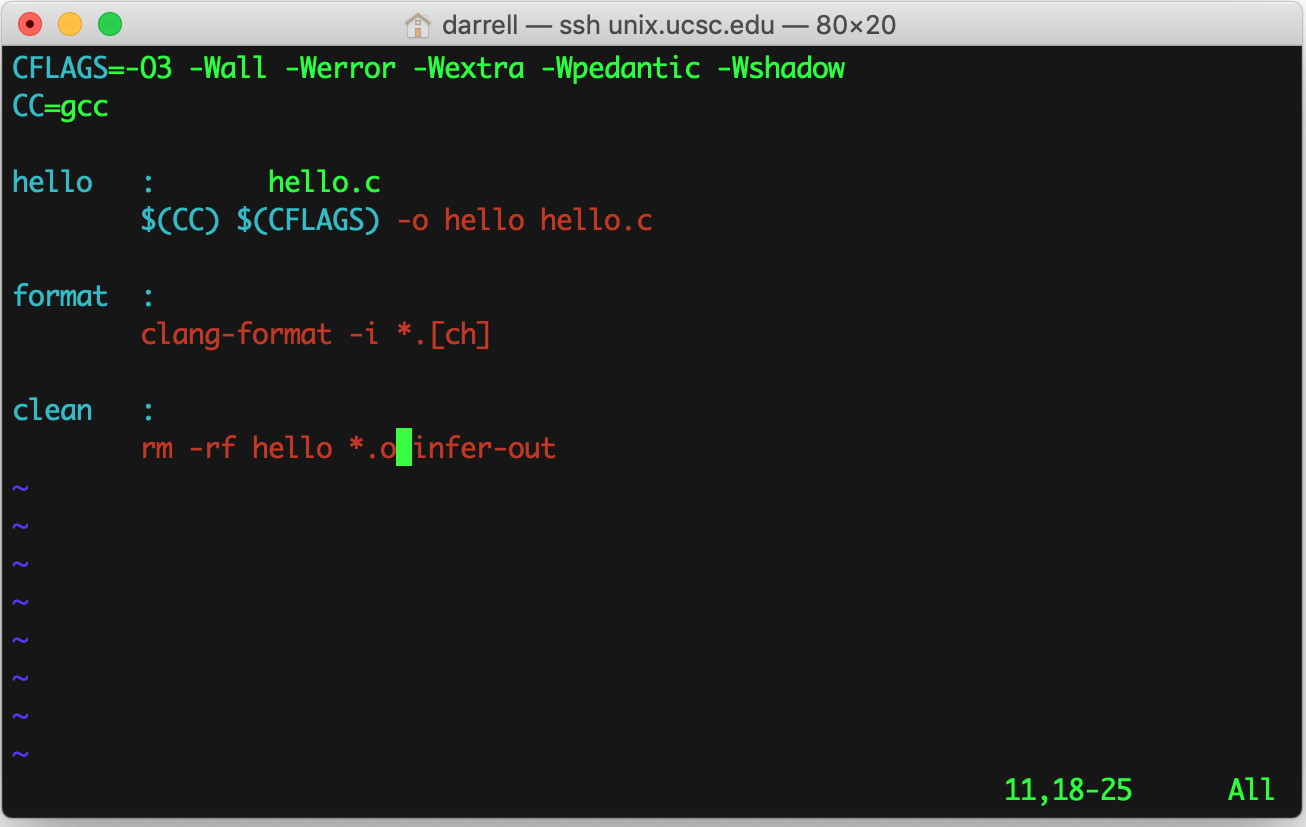 darrell — ssh unix.ucsc.edu — 80×20
CFLAGS=-O3 -Wall -Werror -Wextra -Wpedantic -Wshadow
CC=gcc
hello   :       hello.c
        $(CC) $(CFLAGS) -o hello hello.c
format  :
        clang-format -i *.[ch]
clean   :
        rm -rf hello *.o infer-out
~
~
~
~
~
~
~
~
11,18-25      All